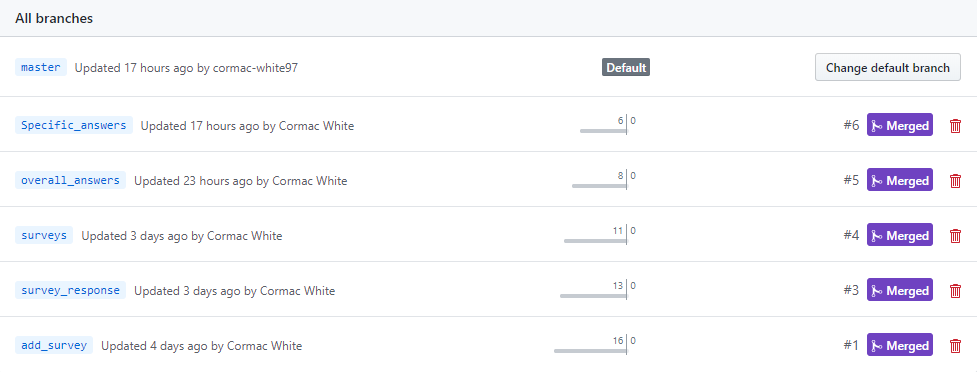 All branches
master Updated 17 hours ago by cormac-white97 Default Change default branch
Specific_answers Updated 17 hours ago by Cormac White 6 0 #6 Merged
overall_answers Updated 23 hours ago by Cormac White 8 0 #5 Merged
surveys Updated 3 days ago by Cormac White 11 0 #4 Merged
survey_response Updated 3 days ago by Cormac White 13 0 #3 Merged
add_survey Updated 4 days ago by Cormac White 16 0 #1 Merged